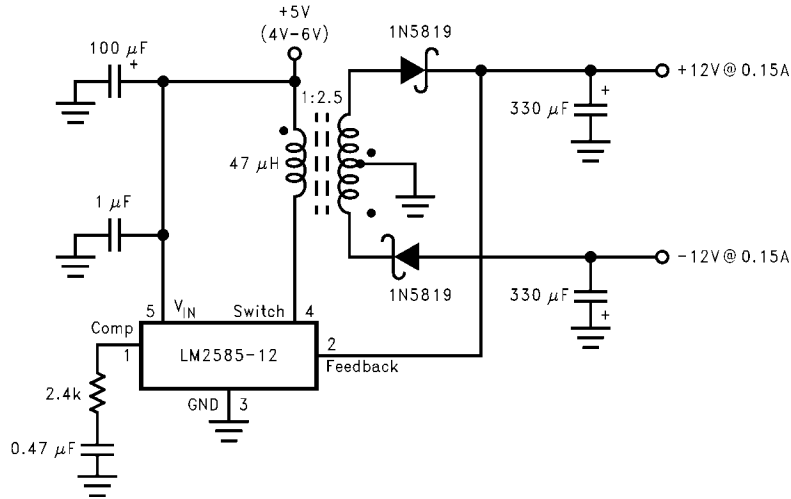 +5V
(4V-6V)
100 µF
+
1N5819
+12V@0.15A
1:2.5
+
330 µF
47 µH
1 µF
-12V@0.15A
1N5819
330 µF
+
5
VIN
Switch
4
Comp
1
LM2585-12
2
Feedback
2.4k
GND
3
0.47 µF